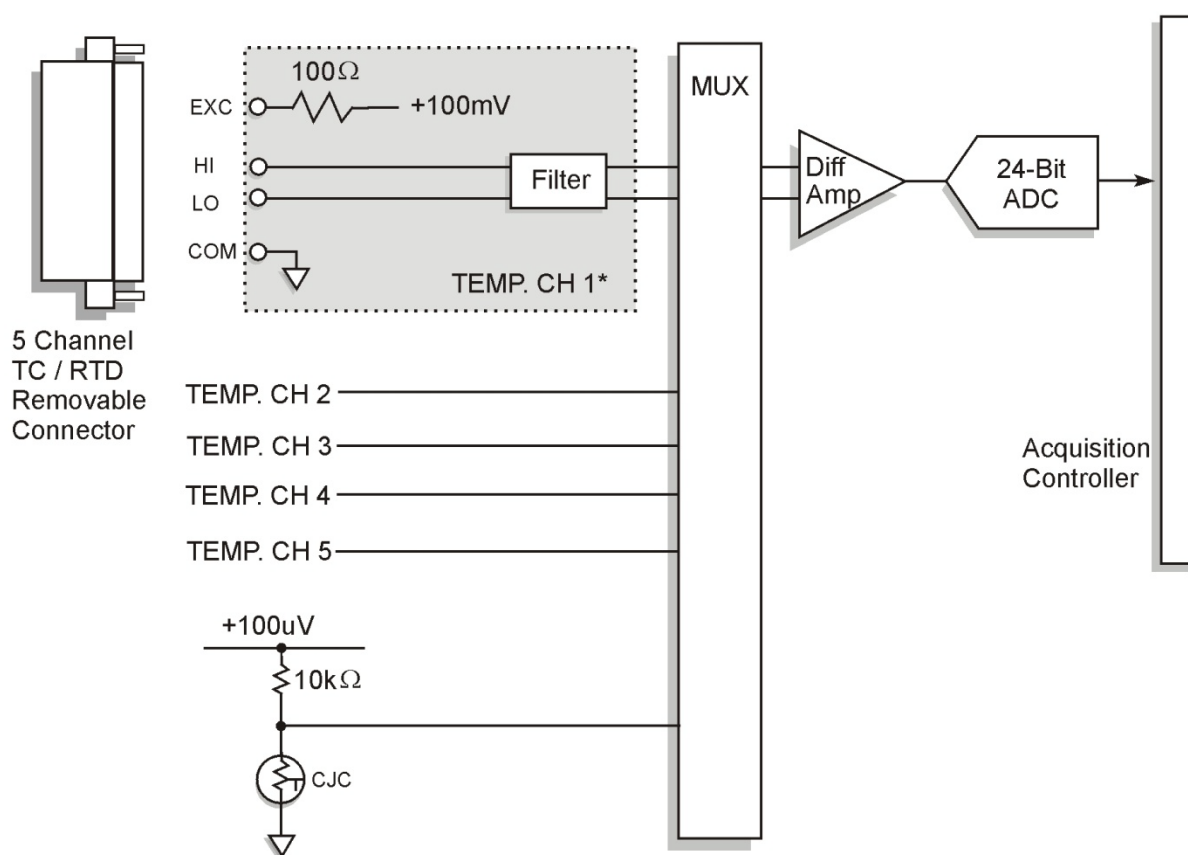 100Ω
EXC
+100mV
HI
LO
Filter
COM
TEMP. CH 1*
MUX
Diff
Amp
24-Bit
ADC
5 Channel
TC / RTD
Removable
Connector
TEMP. CH 2
TEMP. CH 3
TEMP. CH 4
TEMP. CH 5
Acquisition
Controller
+100uV
10kΩ
T
CJC